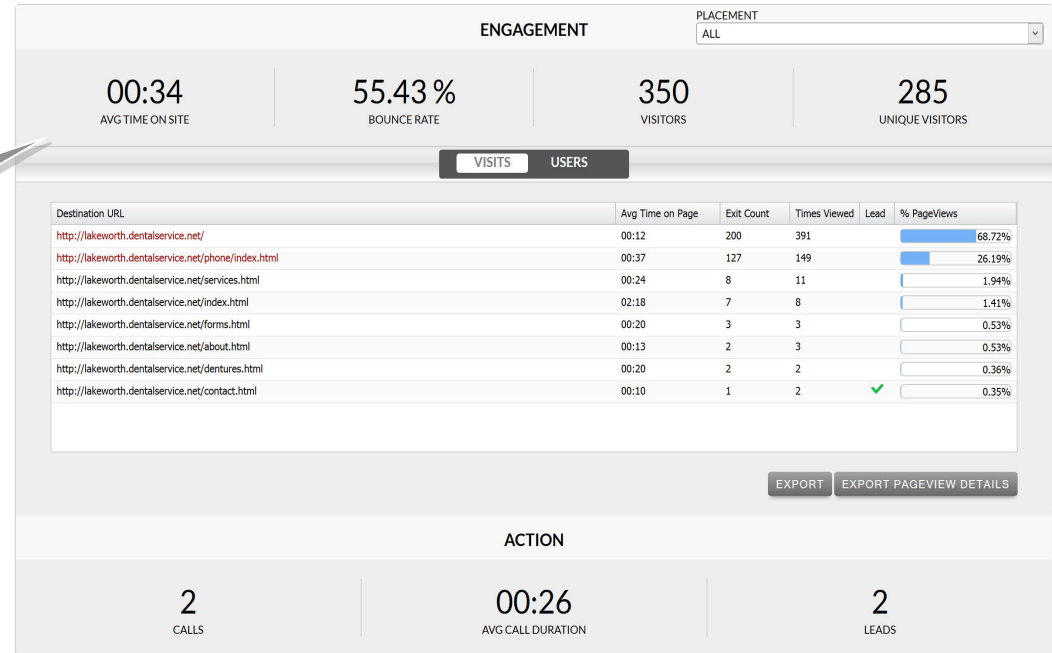 PLACEMENT
ENGAGEMENT ALL
00:34 55.43 % 350 285
AVG TIME ON SITE BOUNCE RATE VISITORS UNIQUE VISITORS
VISITS USERS
Destination URL Avg Time on Page Exit Count Times Viewed Lead % PageViews
http://lakeworth.dentalservice.net/ 00:12 200 391 68.72%
http://lakeworth.dentalservice.net/phone/index.html 00:37 127 149 26.19%
http://lakeworth.dentalservice.net/services.html 00:24 8 11 1.94%
http://lakeworth.dentalservice.net/index.html 02:18 7 8 1.41%
http://lakeworth.dentalservice.net/forms.html 00:20 3 3 0.53%
http://lakeworth.dentalservice.net/about.html 00:13 2 3 0.53%
http://lakeworth.dentalservice.net/dentures.html 00:20 2 2 0.36%
http://lakeworth.dentalservice.net/contact.html 00:10 1 2 0.35%
EXPORT EXPORT PAGEVIEW DETAILS
ACTION
2 00:26 2
CALLS AVG CALL DURATION LEADS